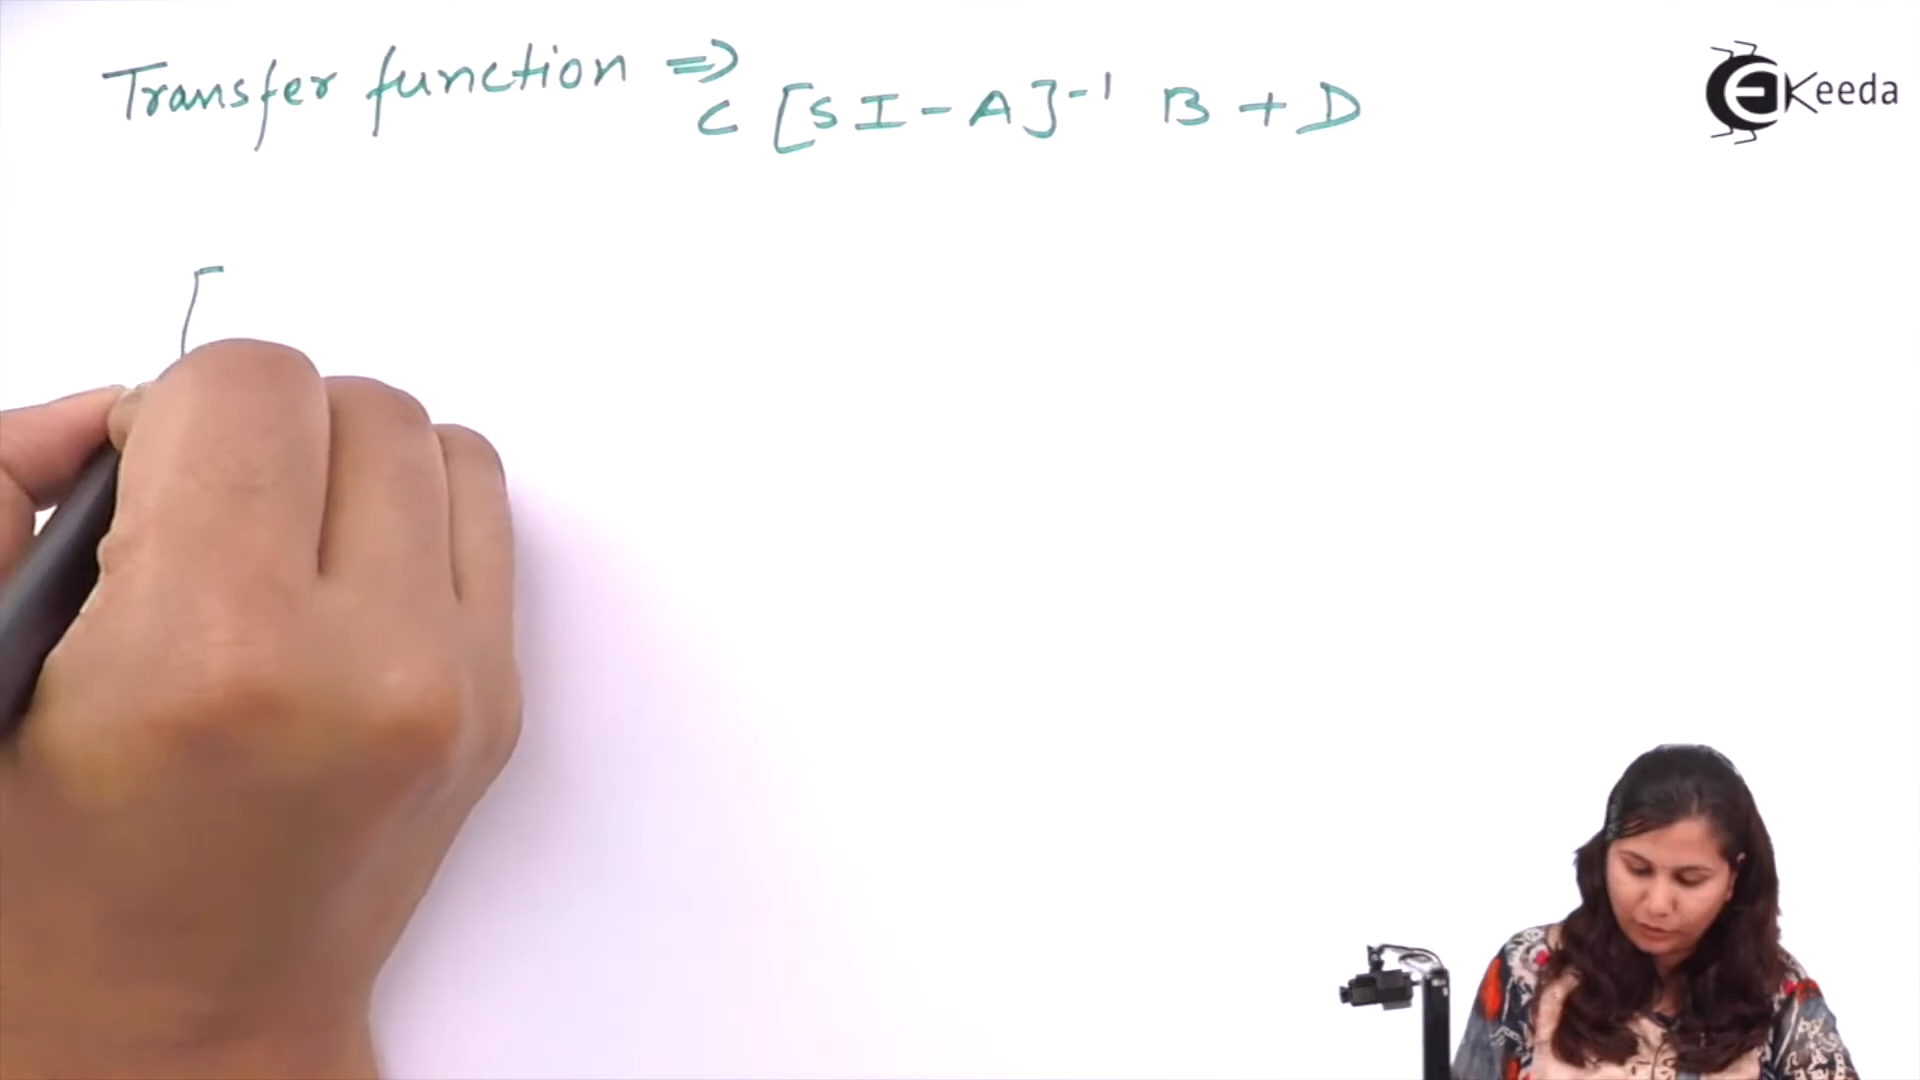 Transfer function ⇒ C [SI-A]⁻¹ B + D
EKeeda